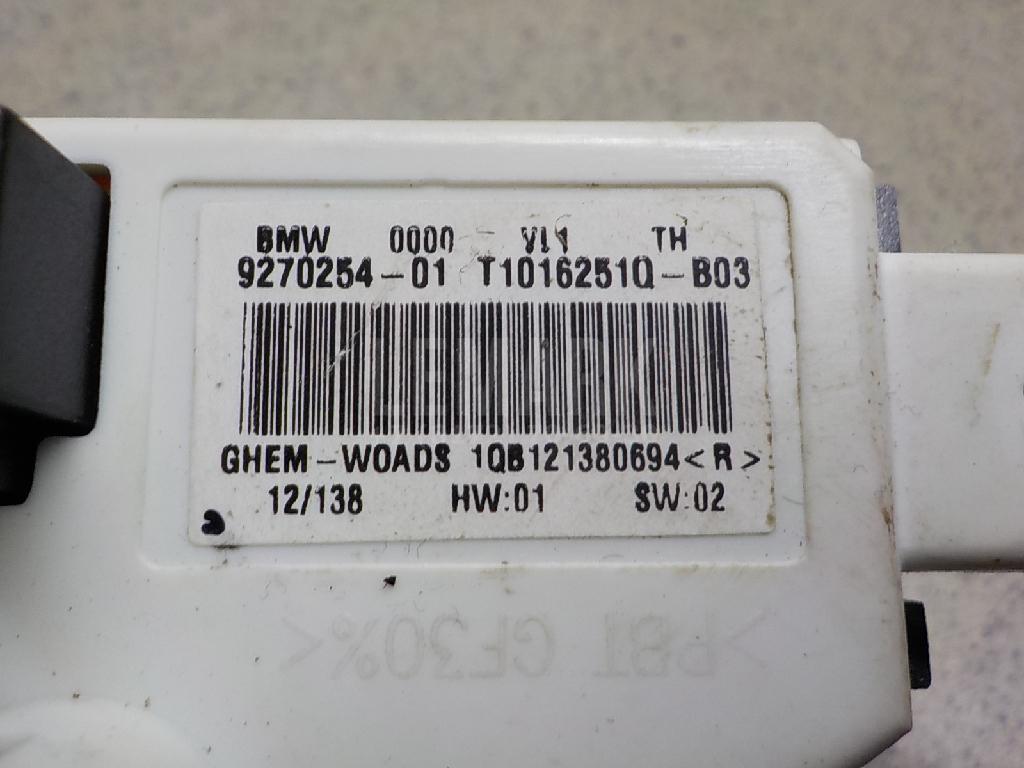 BMW 0000 VL1 TH
9270254-01 T1016251Q-B03
LEMARK
GHEM-WOADS 1QB121380694<R>
12/138 HW:01 SW:02
>PBT GF30%<